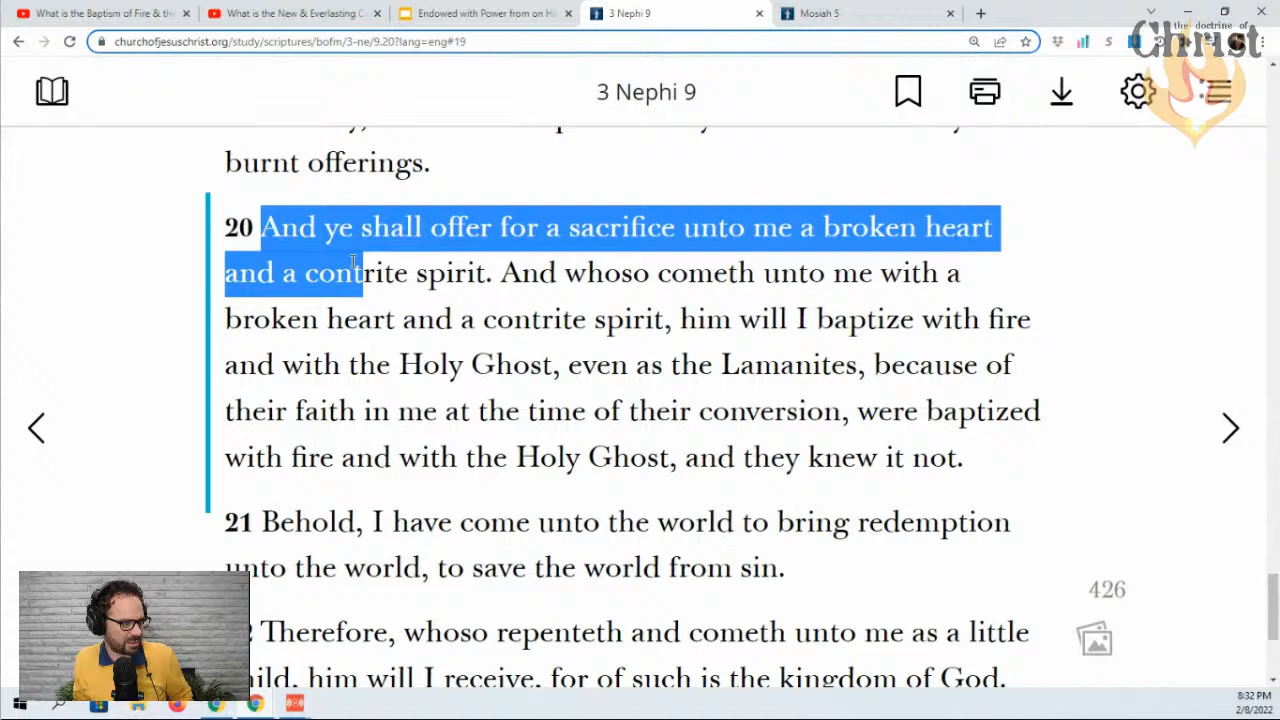 What is the Baptism of Fire & the
What is the New & Everlasting C
Endowed with Power from on Hi
3 Nephi 9
Mosiah 5
the doctrine of
Christ
churchofjesuschrist.org/study/scriptures/bofm/3-ne/9.20?lang=eng#19
3 Nephi 9
burnt offerings.
20 And ye shall offer for a sacrifice unto me a broken heart
and a contrite spirit. And whoso cometh unto me with a
broken heart and a contrite spirit, him will I baptize with fire
and with the Holy Ghost, even as the Lamanites, because of
their faith in me at the time of their conversion, were baptized
with fire and with the Holy Ghost, and they knew it not.
21 Behold, I have come unto the world to bring redemption
unto the world, to save the world from sin.
426
Therefore, whoso repenteth and cometh unto me as a little
child, him will I receive, for of such is the kingdom of God.
8:32 PM
2/8/2022